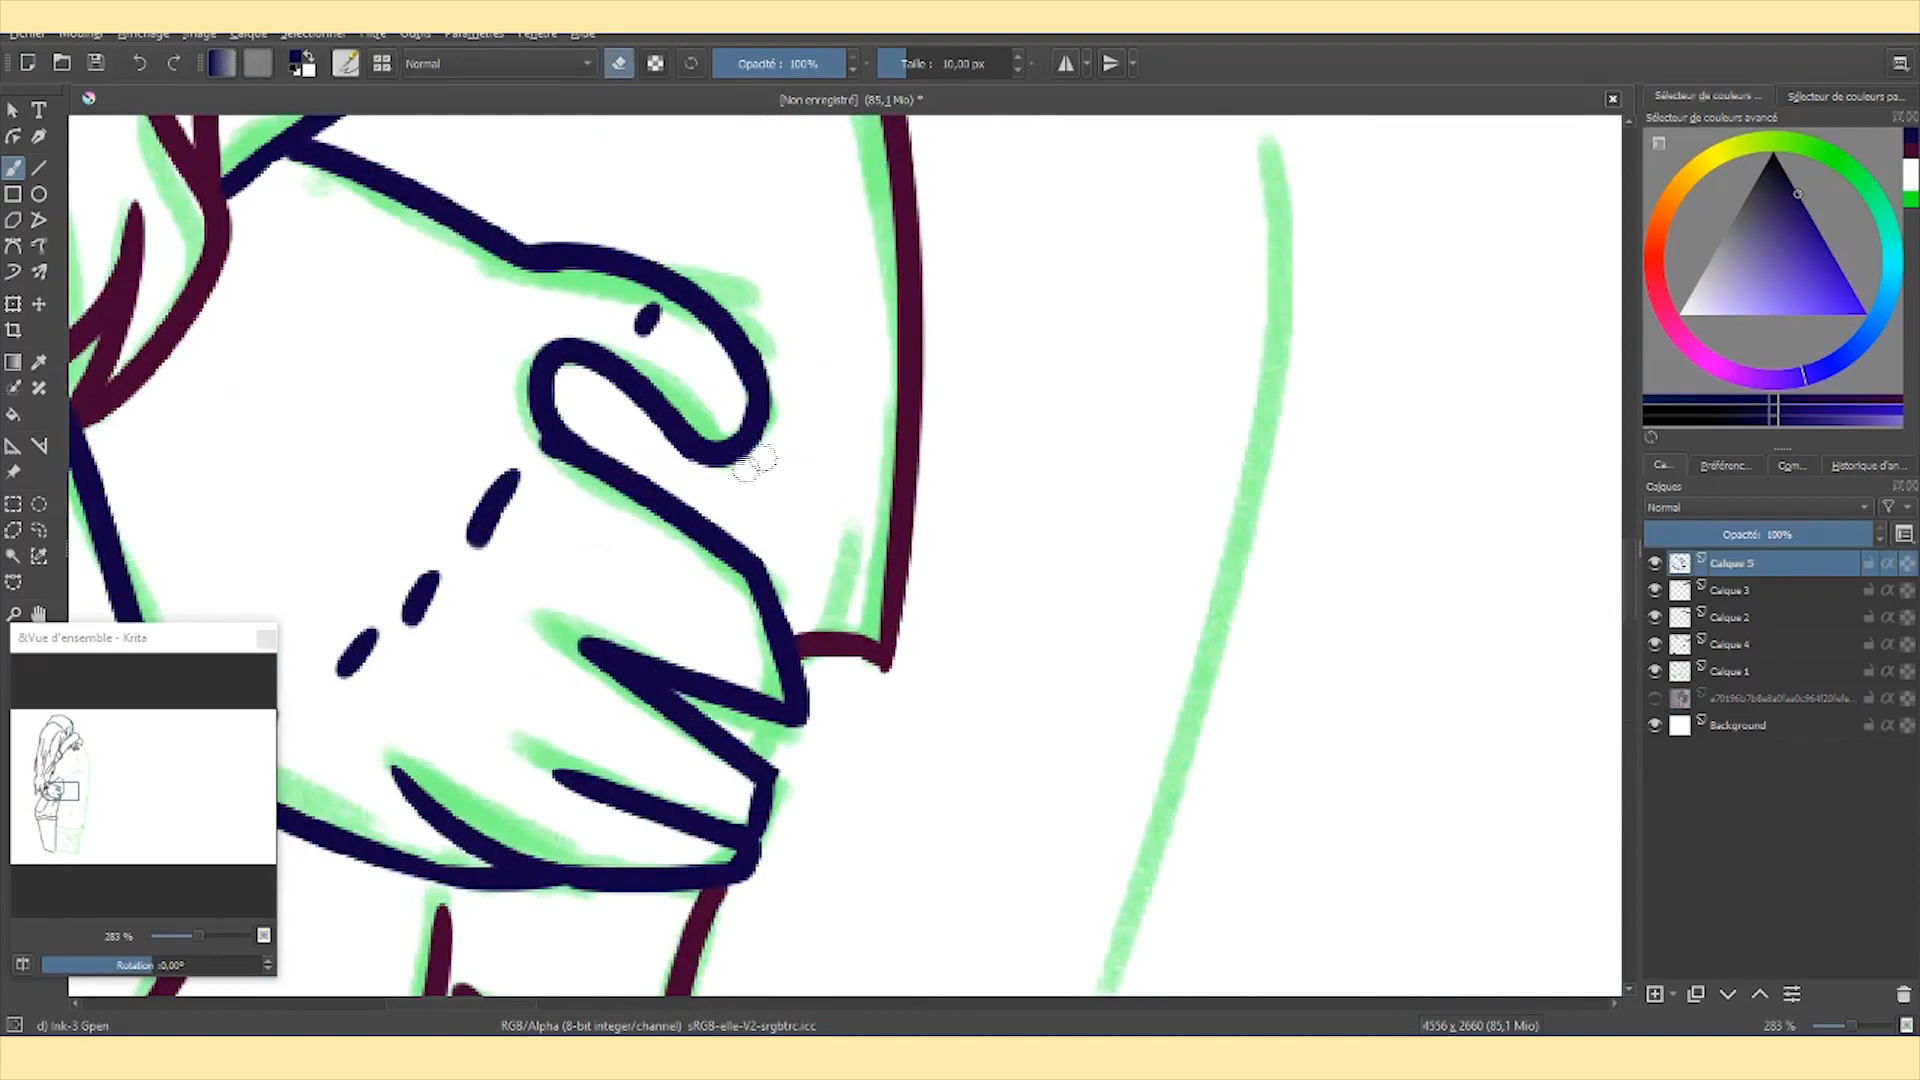 Fichier Modifier Affichage Image Calque Sélectionner Filtre Outils Paramètres Fenêtre Aide
Normal
Opacité : 100%
Taille : 10,00 px
[Non enregistré] (85,1 Mio) *
Sélecteur de couleurs ...
Sélecteur de couleurs pa...
Sélecteur de couleurs avancé
Ca...
Préférenc...
Com...
Historique d'an...
Calques
Normal
Opacité: 100%
Calque 5
Calque 3
Calque 2
Calque 4
Calque 1
Background
&Vue d'ensemble - Krita
283 %
Rotation :0,00°
d) Ink-3 Gpen
RGB/Alpha (8-bit integer/channel) sRGB-elle-V2-srgbtrc.icc
4556 x 2660 (85,1 Mio)
283 %